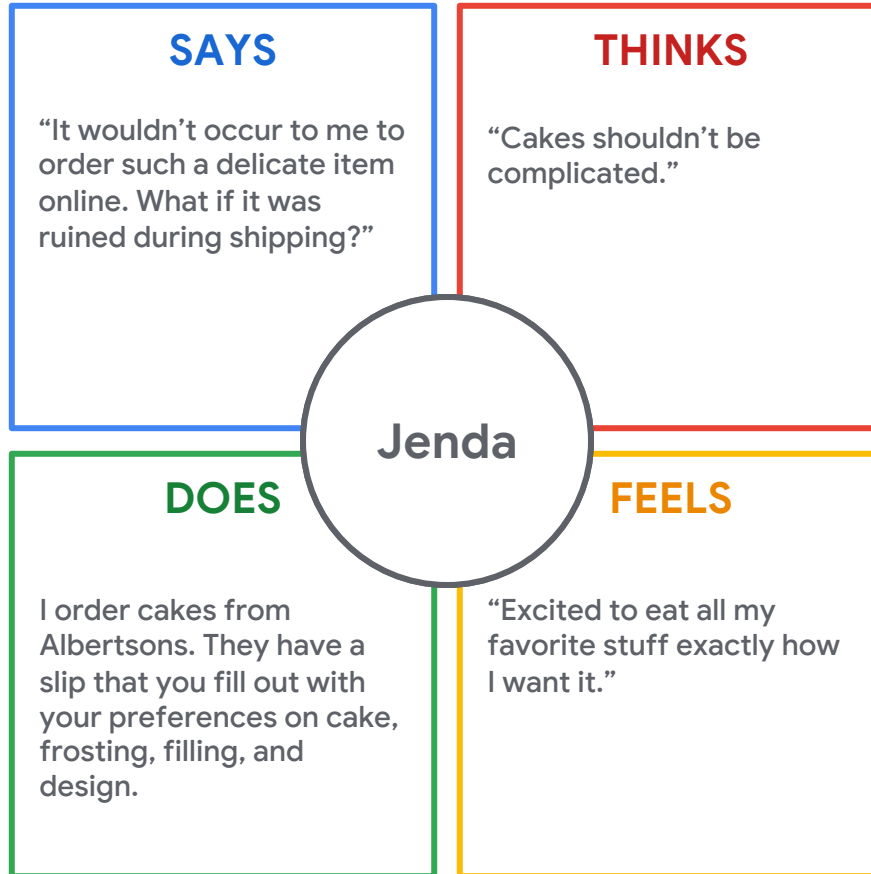 SAYS
“It wouldn’t occur to me to
order such a delicate item
online. What if it was
ruined during shipping?”
THINKS
“Cakes shouldn’t be
complicated.”
Jenda
DOES
I order cakes from
Albertsons. They have a
slip that you fill out with
your preferences on cake,
frosting, filling, and
design.
FEELS
“Excited to eat all my
favorite stuff exactly how
I want it.”